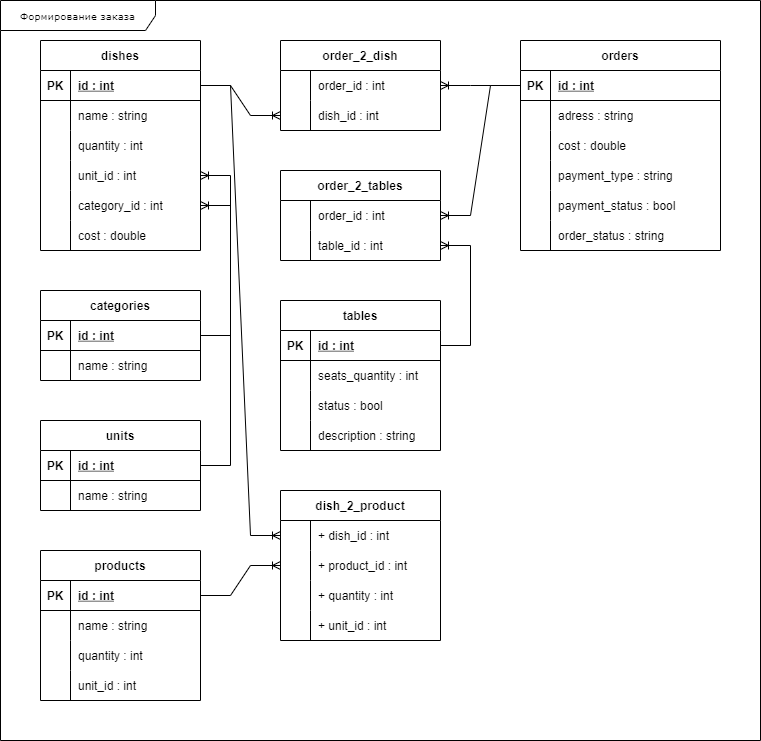 Формирование заказа
dishes
PK id : int
name : string
quantity : int
unit_id : int
category_id : int
cost : double
categories
PK id : int
name : string
units
PK id : int
name : string
products
PK id : int
name : string
quantity : int
unit_id : int
order_2_dish
order_id : int
dish_id : int
order_2_tables
order_id : int
table_id : int
tables
PK id : int
seats_quantity : int
status : bool
description : string
dish_2_product
+ dish_id : int
+ product_id : int
+ quantity : int
+ unit_id : int
orders
PK id : int
adress : string
cost : double
payment_type : string
payment_status : bool
order_status : string